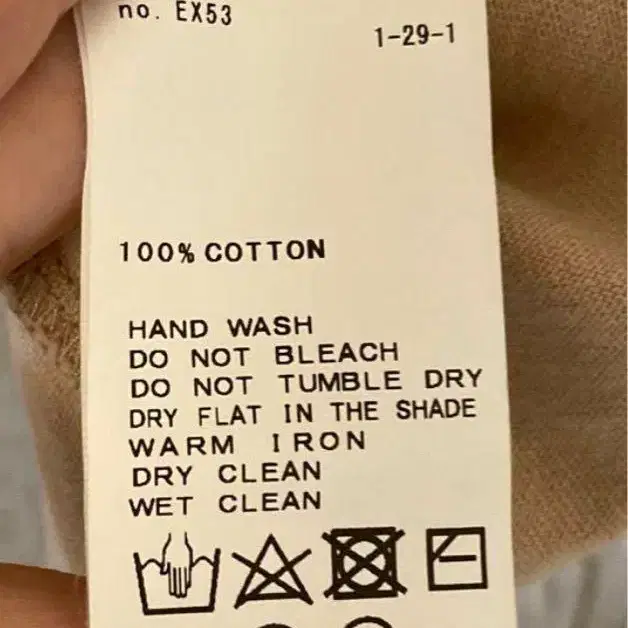 no. EX53
1-29-1
100% COTTON
HAND WASH
DO NOT BLEACH
DO NOT TUMBLE DRY
DRY FLAT IN THE SHADE
WARM IRON
DRY CLEAN
WET CLEAN